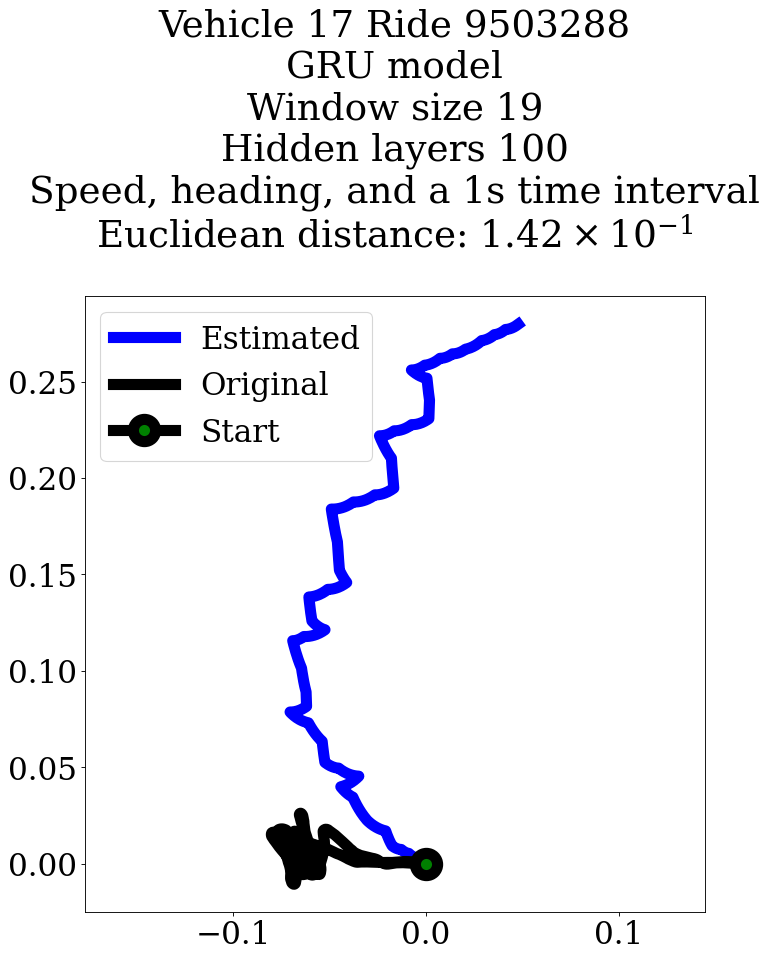 Vehicle 17 Ride 9503288
GRU model
Window size 19
Hidden layers 100
Speed, heading, and a 1s time interval
Euclidean distance: 1.42 × 10⁻¹
Estimated
Original
Start
0.25
0.20
0.15
0.10
0.05
0.00
−0.1
0.0
0.1